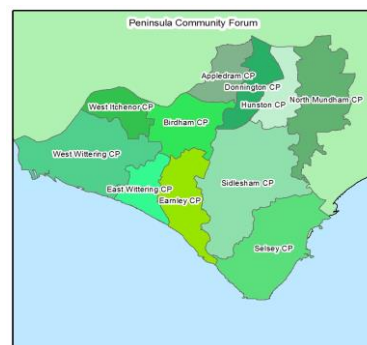 Peninsula Community Forum
Appledram CP
Donnington CP
West Itchenor CP
Hunston CP
North Mundham CP
Birdham CP
West Wittering CP
East Wittering CP
Earnley CP
Sidlesham CP
Selsey CP